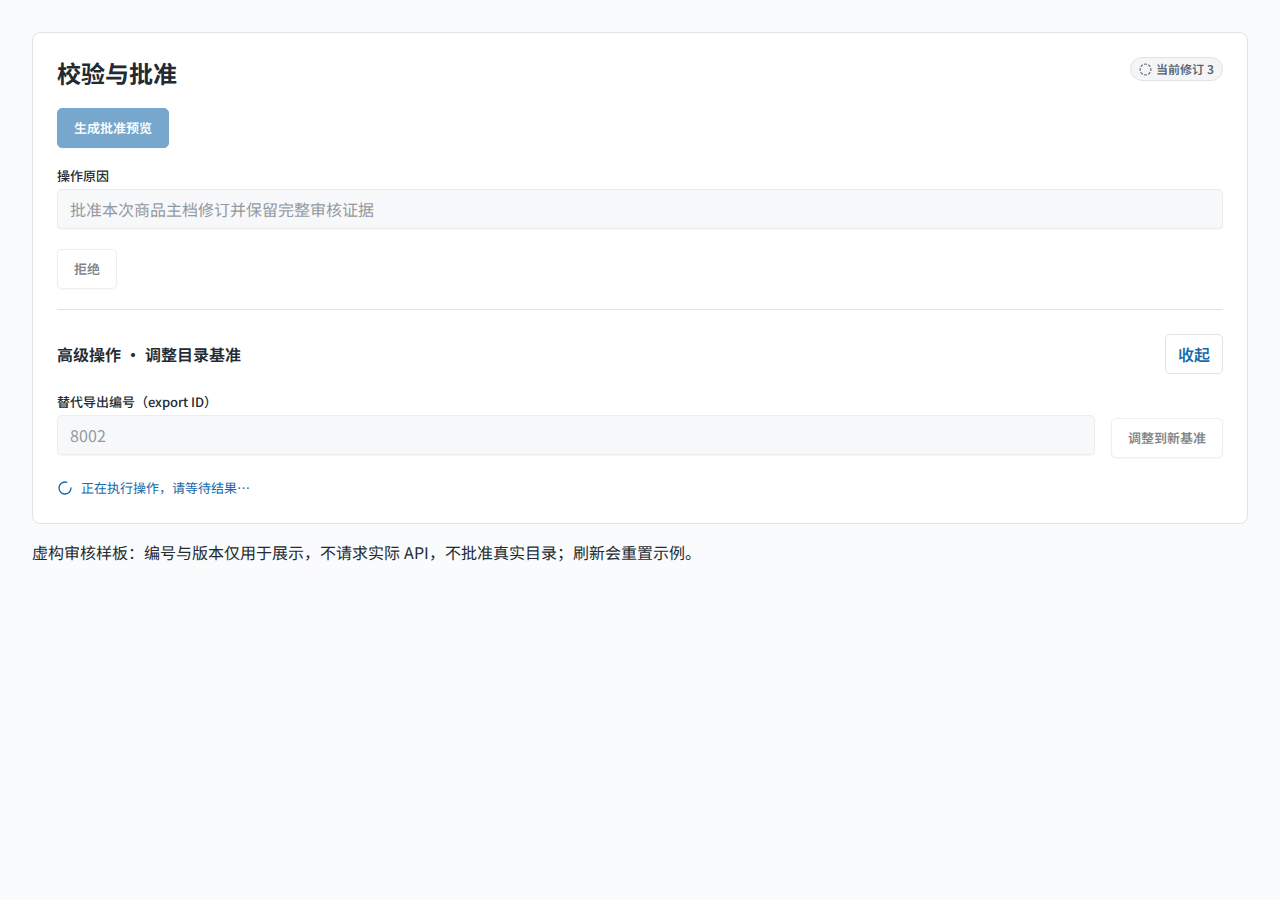 校验与批准
当前修订 3
生成批准预览
操作原因
批准本次商品主档修订并保留完整审核证据
拒绝
高级操作 · 调整目录基准
收起
替代导出编号（export ID）
8002
调整到新基准
正在执行操作，请等待结果…
虚构审核样板：编号与版本仅用于展示，不请求实际 API，不批准真实目录；刷新会重置示例。